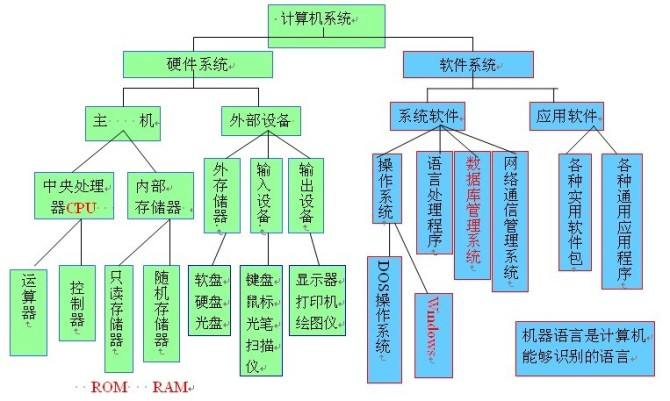 计算机系统
硬件系统
软件系统
主····机
外部设备
系统软件
应用软件
中央处理
器CPU
内部
存储器
外存储器
输入设备
输出设备
操作系统
语言处理程序
数据库管理系统
网络通信管理系统
各种实用软件包
各种通用应用程序
运算器
控制器
只读存储器
随机存储器
软盘
硬盘
光盘
键盘
鼠标
光笔
扫描
仪
显示器
打印机
绘图仪
DOS操作系统
Windows
机器语言是计算机
能够识别的语言
ROM····RAM